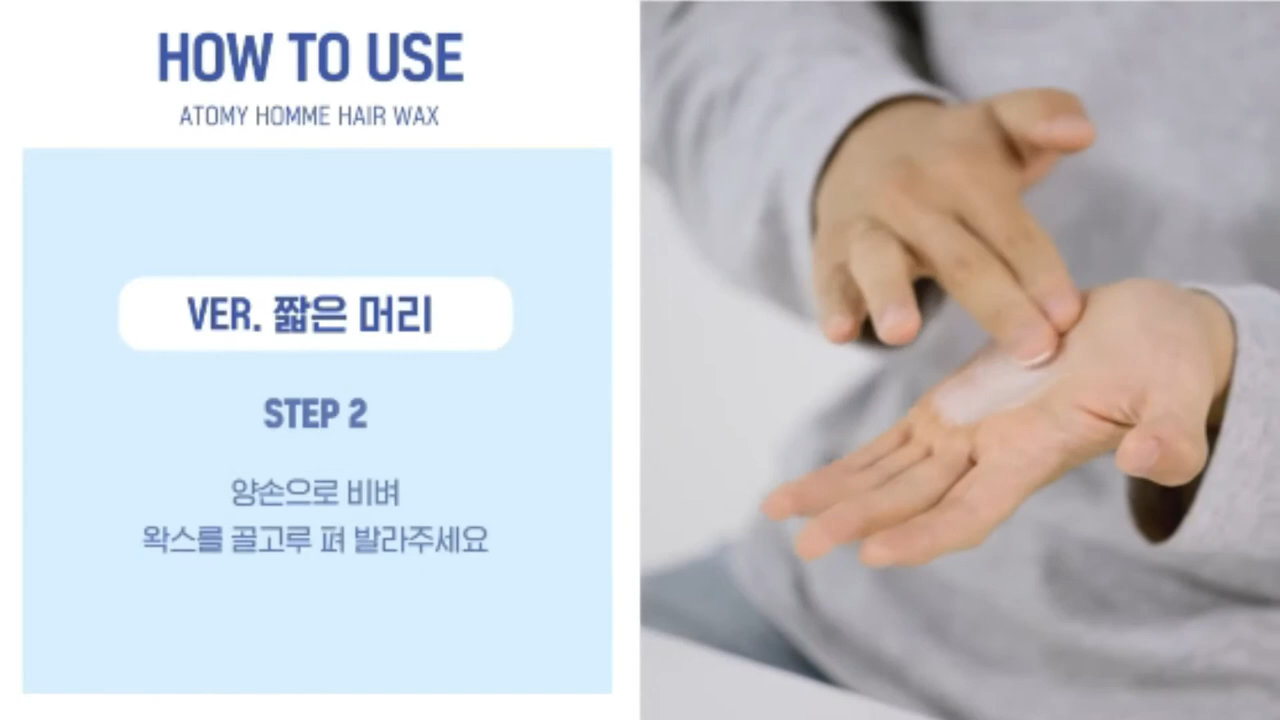 HOW TO USE
ATOMY HOMME HAIR WAX
VER. 짧은 머리
STEP 2
양손으로 비벼
왁스를 골고루 펴 발라주세요